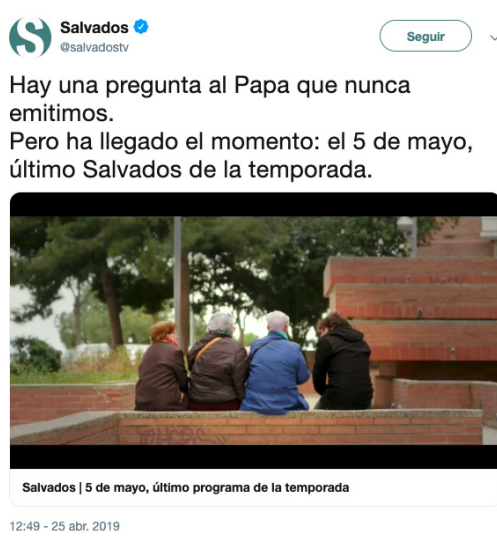 Salvados
@salvadostv
Seguir
Hay una pregunta al Papa que nunca
emitimos.
Pero ha llegado el momento: el 5 de mayo,
último Salvados de la temporada.
Salvados | 5 de mayo, último programa de la temporada
12:49 - 25 abr. 2019